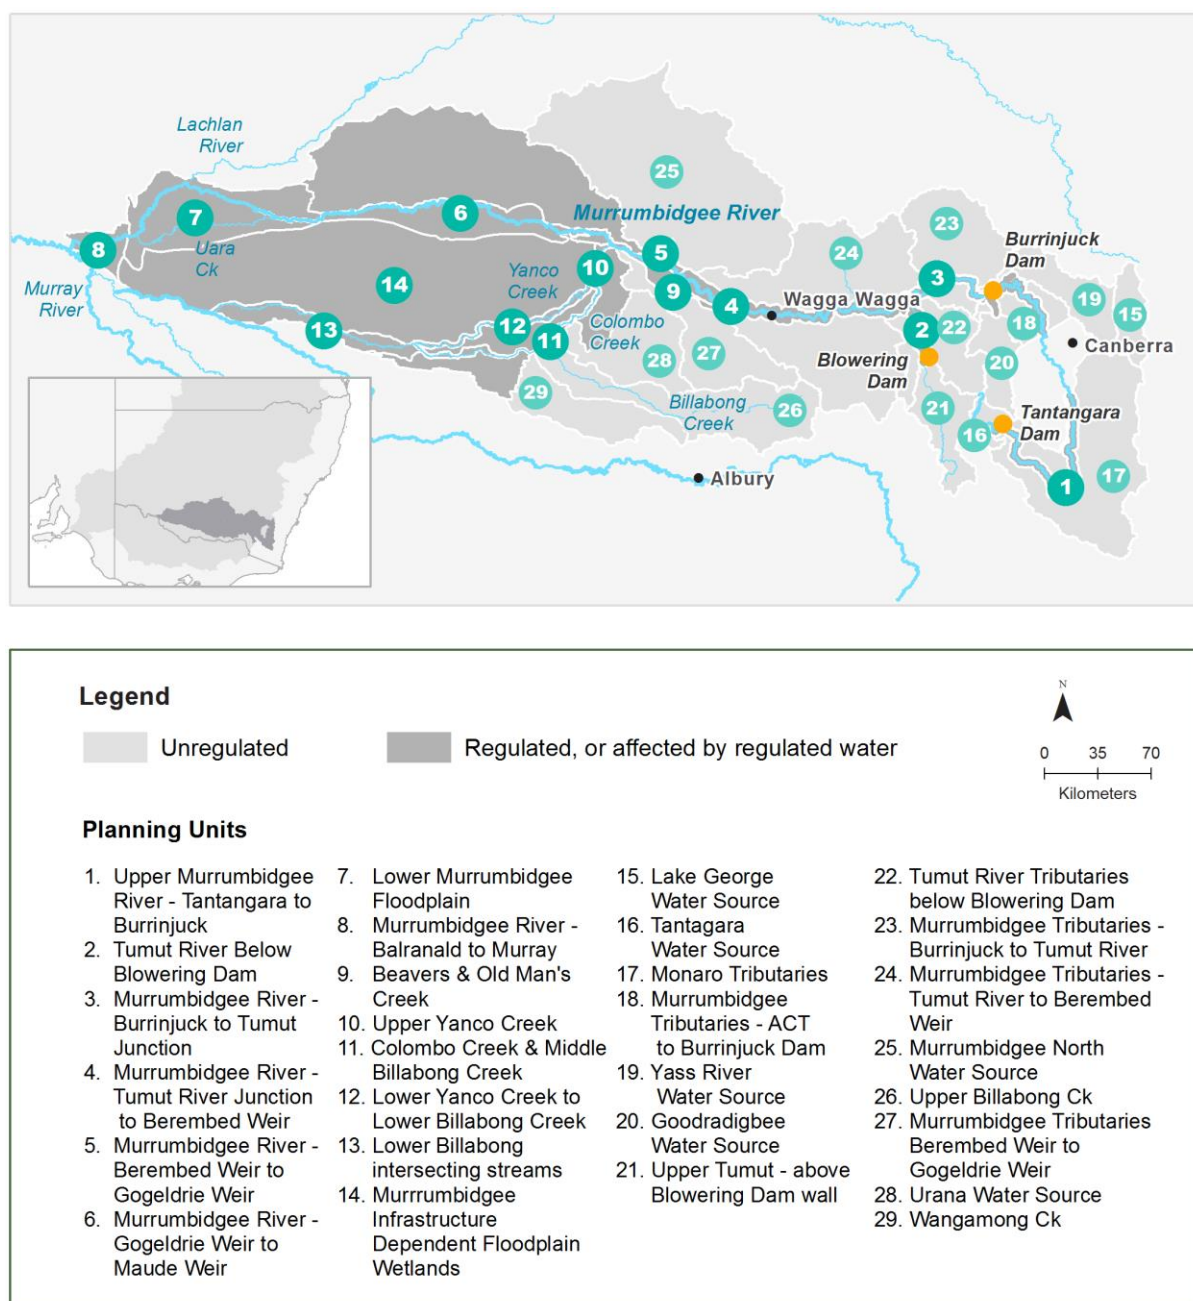 Lachlan
River
25
7
6
Murrumbidgee River
23
Burrinjuck
Dam
8
Uara
Ck
5
24
Yanco
Creek
10
3
Murray
River
14
9
4
Wagga Wagga
19
15
13
12
11
Colombo
Creek
2
22
18
28
27
Blowering
Dam
20
Canberra
29
Billabong
Creek
26
21
Tantangara
Dam
16
Albury
1
17
Legend
Unregulated
Regulated, or affected by regulated water
N
0 35 70
Kilometers
Planning Units
1. Upper Murrumbidgee
River - Tantangara to
Burrinjuck
2. Tumut River Below
Blowering Dam
3. Murrumbidgee River -
Burrinjuck to Tumut
Junction
4. Murrumbidgee River -
Tumut River Junction
to Berembed Weir
5. Murrumbidgee River -
Berembed Weir to
Gogeldrie Weir
6. Murrumbidgee River -
Gogeldrie Weir to
Maude Weir
7. Lower Murrumbidgee
Floodplain
8. Murrumbidgee River -
Balranald to Murray
9. Beavers & Old Man's
Creek
10. Upper Yanco Creek
11. Colombo Creek & Middle
Billabong Creek
12. Lower Yanco Creek to
Lower Billabong Creek
13. Lower Billabong
intersecting streams
14. Murrrumbidgee
Infrastructure
Dependent Floodplain
Wetlands
15. Lake George
Water Source
16. Tantagara
Water Source
17. Monaro Tributaries
18. Murrumbidgee
Tributaries - ACT
to Burrinjuck Dam
19. Yass River
Water Source
20. Goodradigbee
Water Source
21. Upper Tumut - above
Blowering Dam wall
22. Tumut River Tributaries
below Blowering Dam
23. Murrumbidgee Tributaries -
Burrinjuck to Tumut River
24. Murrumbidgee Tributaries -
Tumut River to Berembed
Weir
25. Murrumbidgee North
Water Source
26. Upper Billabong Ck
27. Murrumbidgee Tributaries
Berembed Weir to
Gogeldrie Weir
28. Urana Water Source
29. Wangamong Ck